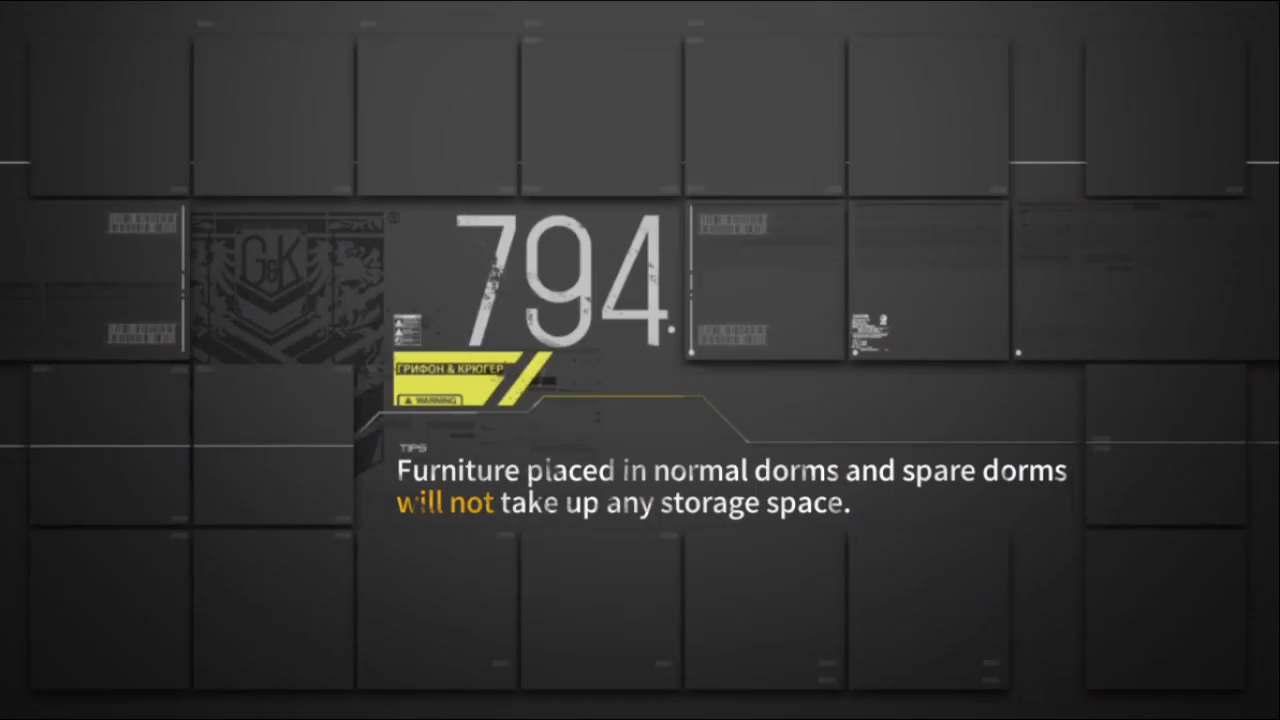 G&K
794.
ГРИФОН & КРЮГЕР
WARNING
TIPS
Furniture placed in normal dorms and spare dorms
will not take up any storage space.